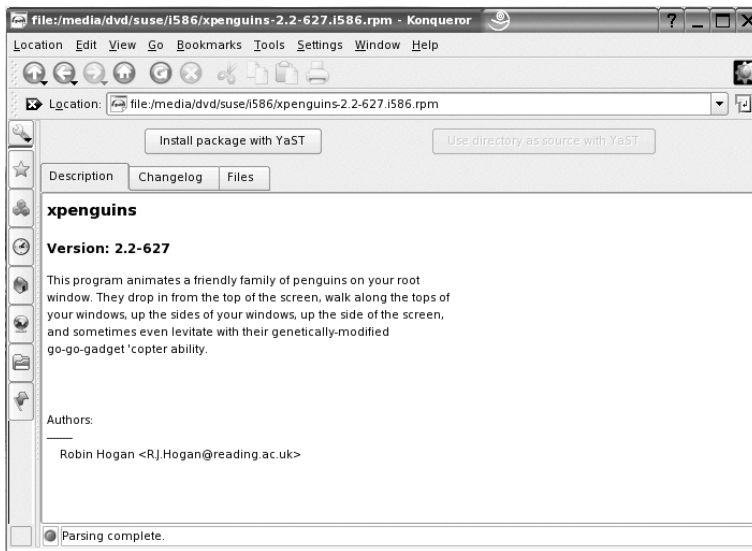 file:/media/dvd/suse/i586/xpenguins-2.2-627.i586.rpm - Konqueror
Location Edit View Go Bookmarks Tools Settings Window Help
Location: file:/media/dvd/suse/i586/xpenguins-2.2-627.i586.rpm
Install package with YaST Use directory as source with YaST
Description Changelog Files
xpenguins
Version: 2.2-627
This program animates a friendly family of penguins on your root
window. They drop in from the top of the screen, walk along the tops of
your windows, up the sides of your windows, up the side of the screen,
and sometimes even levitate with their genetically-modified
go-go-gadget 'copter ability.
Authors:
--------
Robin Hogan <R.J.Hogan@reading.ac.uk>
Parsing complete.